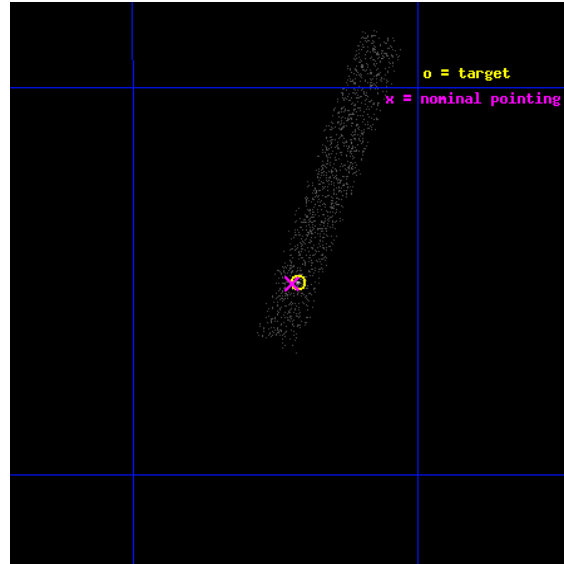 o = target
x = nominal pointing